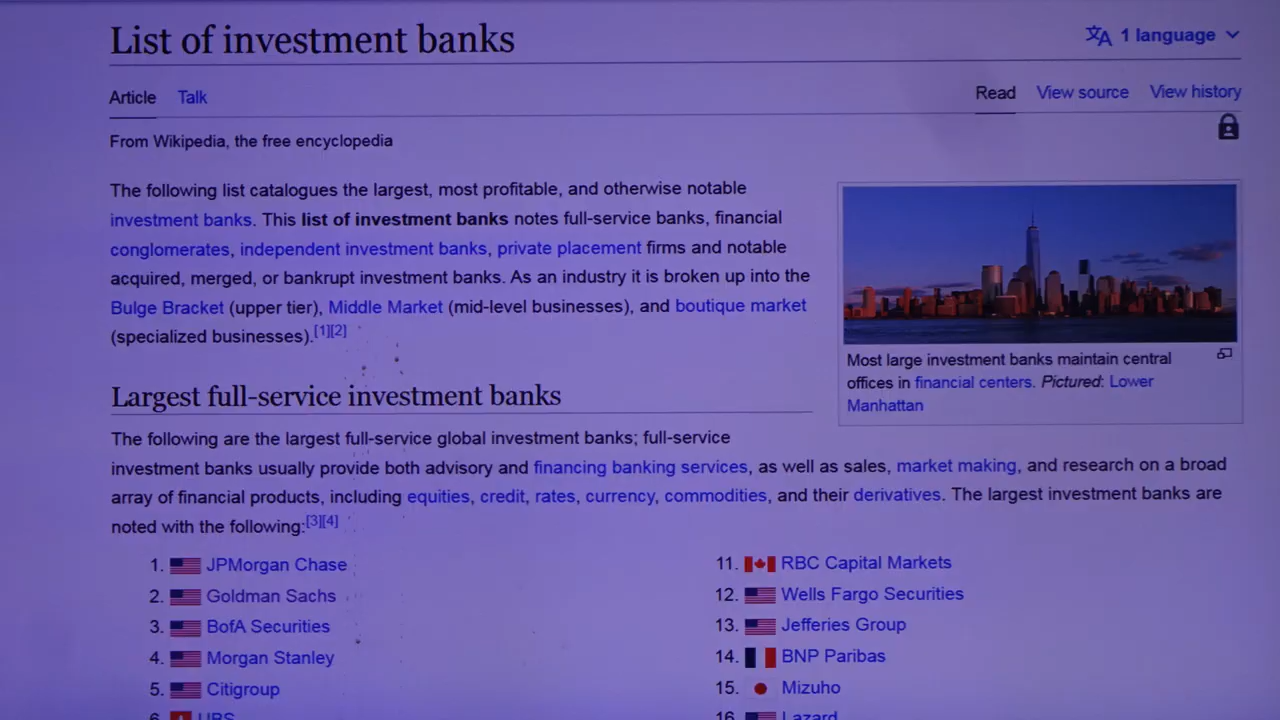 List of investment banks
1 language
Article Talk
Read View source View history
From Wikipedia, the free encyclopedia
The following list catalogues the largest, most profitable, and otherwise notable
investment banks. This list of investment banks notes full-service banks, financial
conglomerates, independent investment banks, private placement firms and notable
acquired, merged, or bankrupt investment banks. As an industry it is broken up into the
Bulge Bracket (upper tier), Middle Market (mid-level businesses), and boutique market
(specialized businesses).[1][2]
Most large investment banks maintain central
offices in financial centers. Pictured: Lower
Manhattan
Largest full-service investment banks
The following are the largest full-service global investment banks; full-service
investment banks usually provide both advisory and financing banking services, as well as sales, market making, and research on a broad
array of financial products, including equities, credit, rates, currency, commodities, and their derivatives. The largest investment banks are
noted with the following:[3][4]
1. JPMorgan Chase
2. Goldman Sachs
3. BofA Securities
4. Morgan Stanley
5. Citigroup
6. UBS
11. RBC Capital Markets
12. Wells Fargo Securities
13. Jefferies Group
14. BNP Paribas
15. Mizuho
16. Lazard